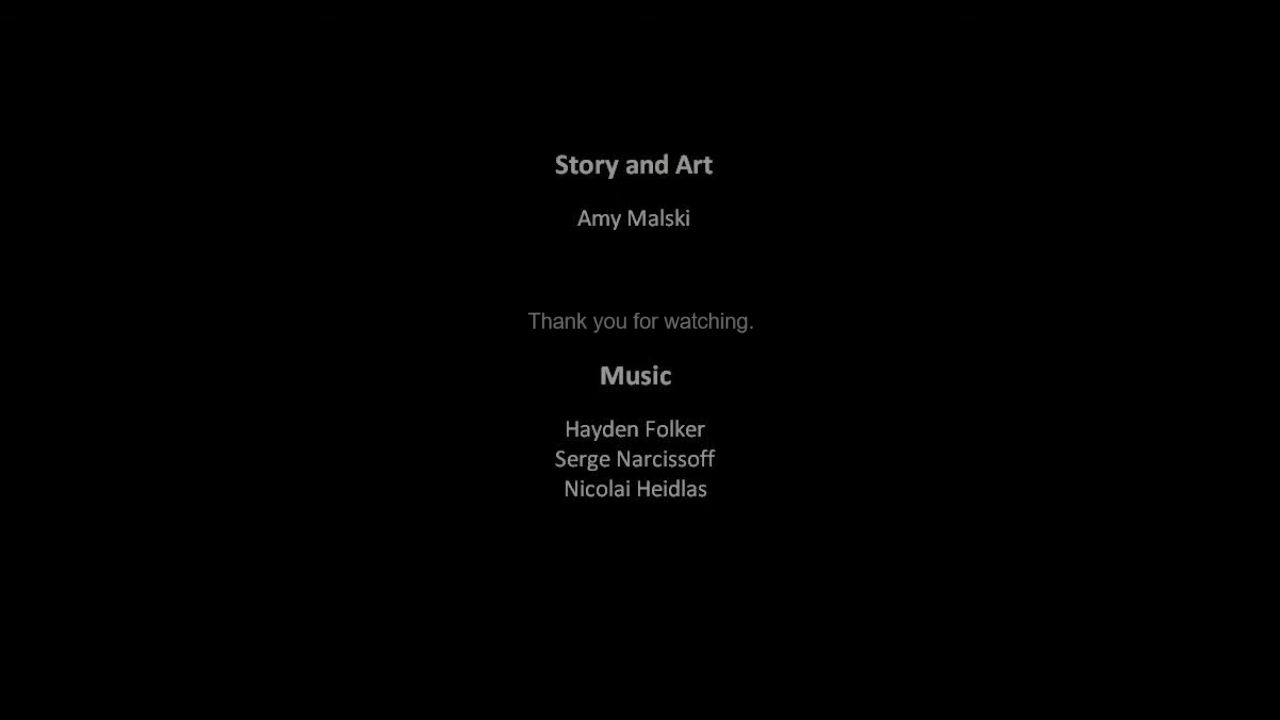 Story and Art
Amy Malski
Thank you for watching.
Music
Hayden Folker
Serge Narcissoff
Nicolai Heidlas